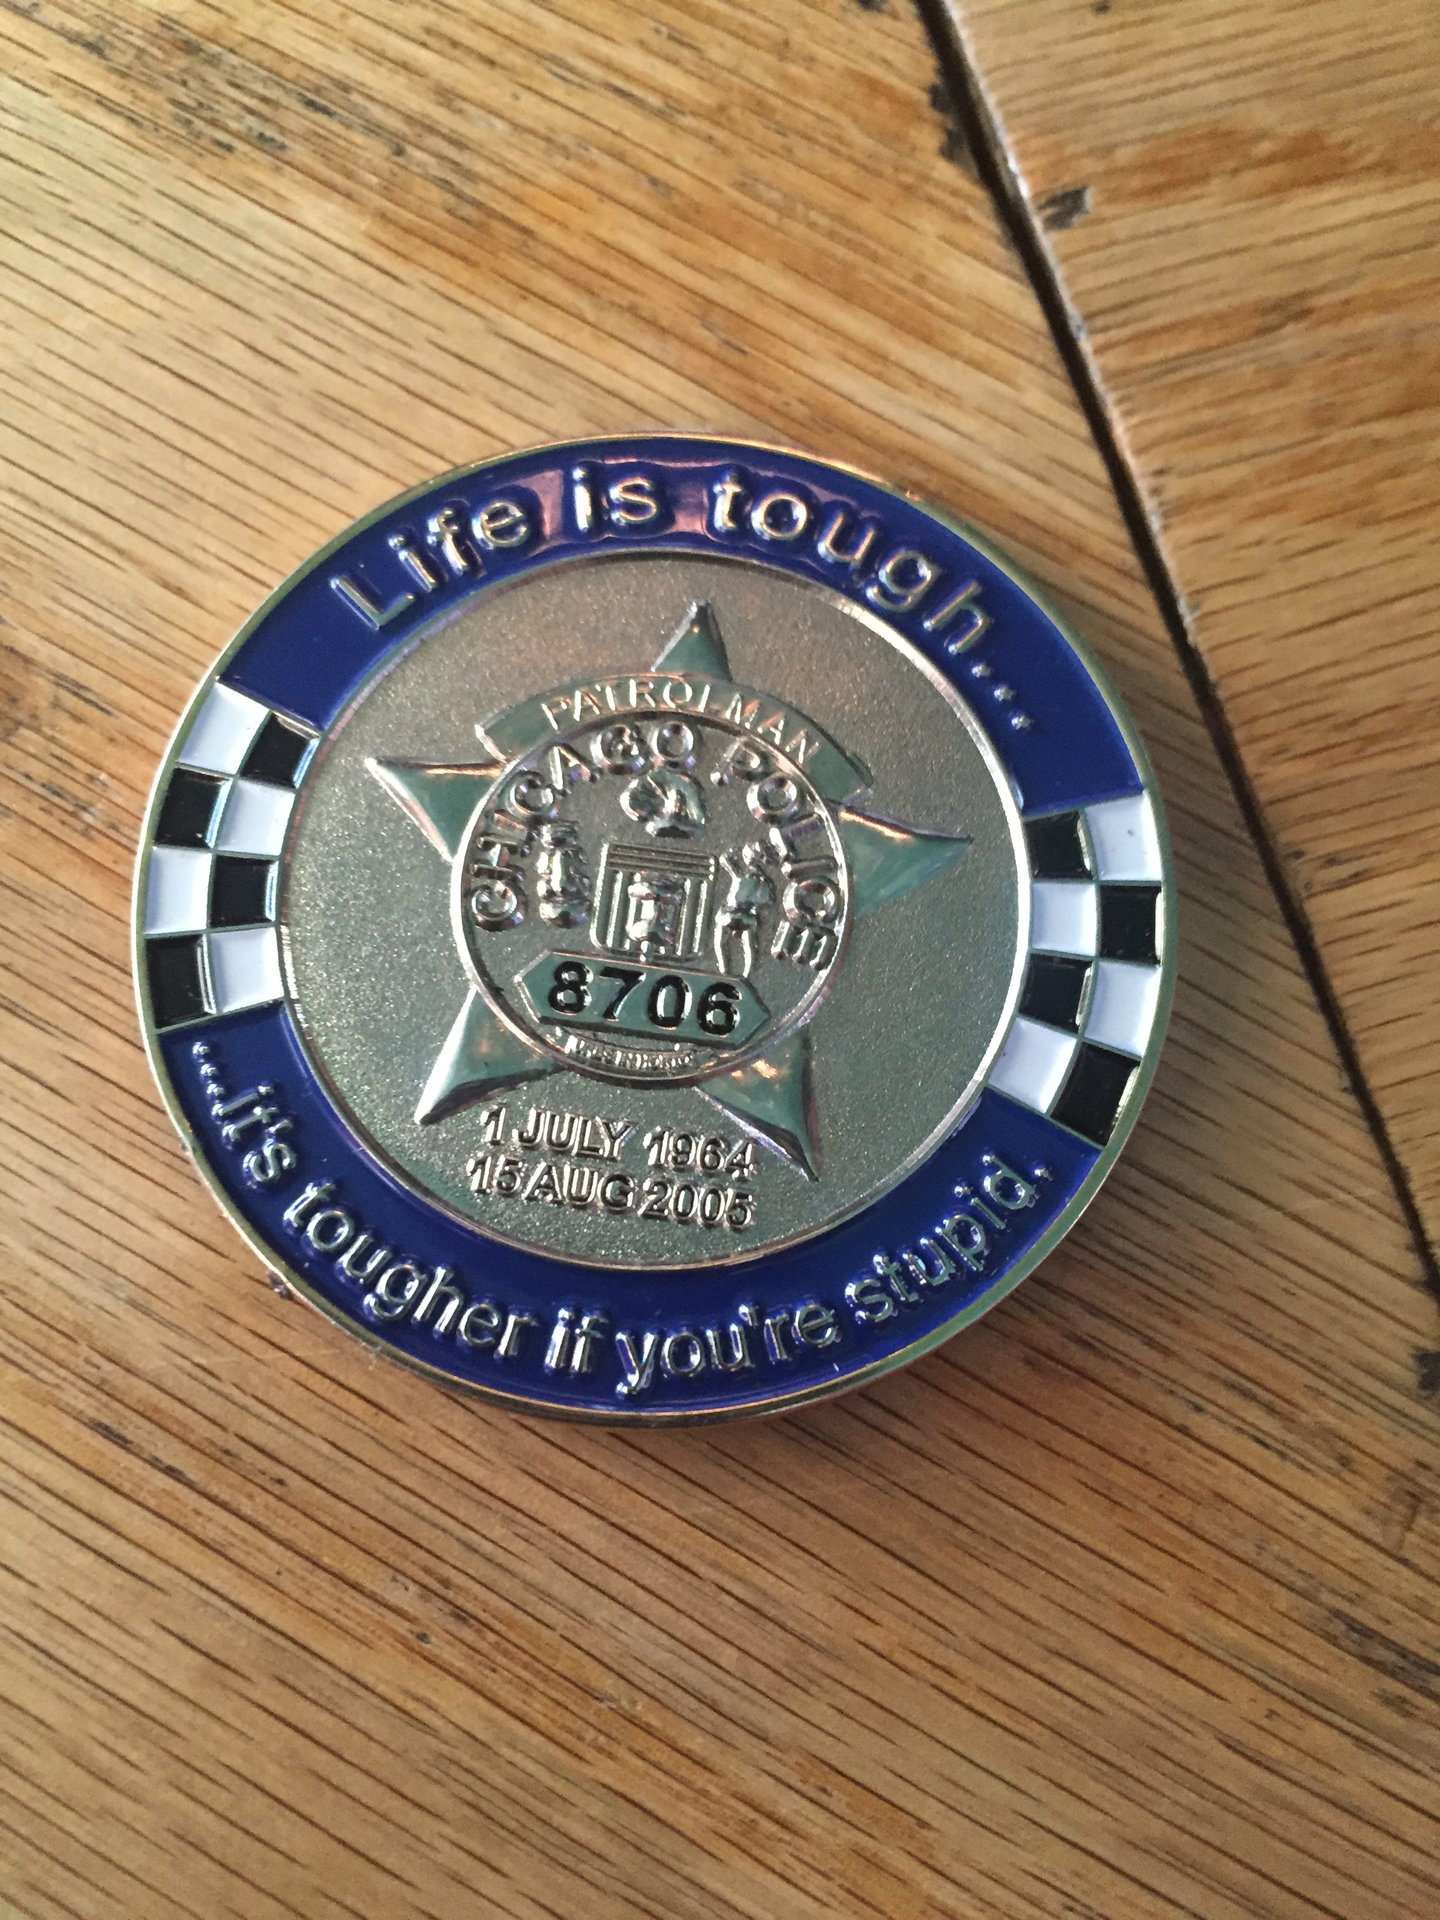 Life is tough...
PATROLMAN
CHICAGO POLICE
8706
1 JULY 1964
15 AUG 2005
...it's tougher if you're stupid.